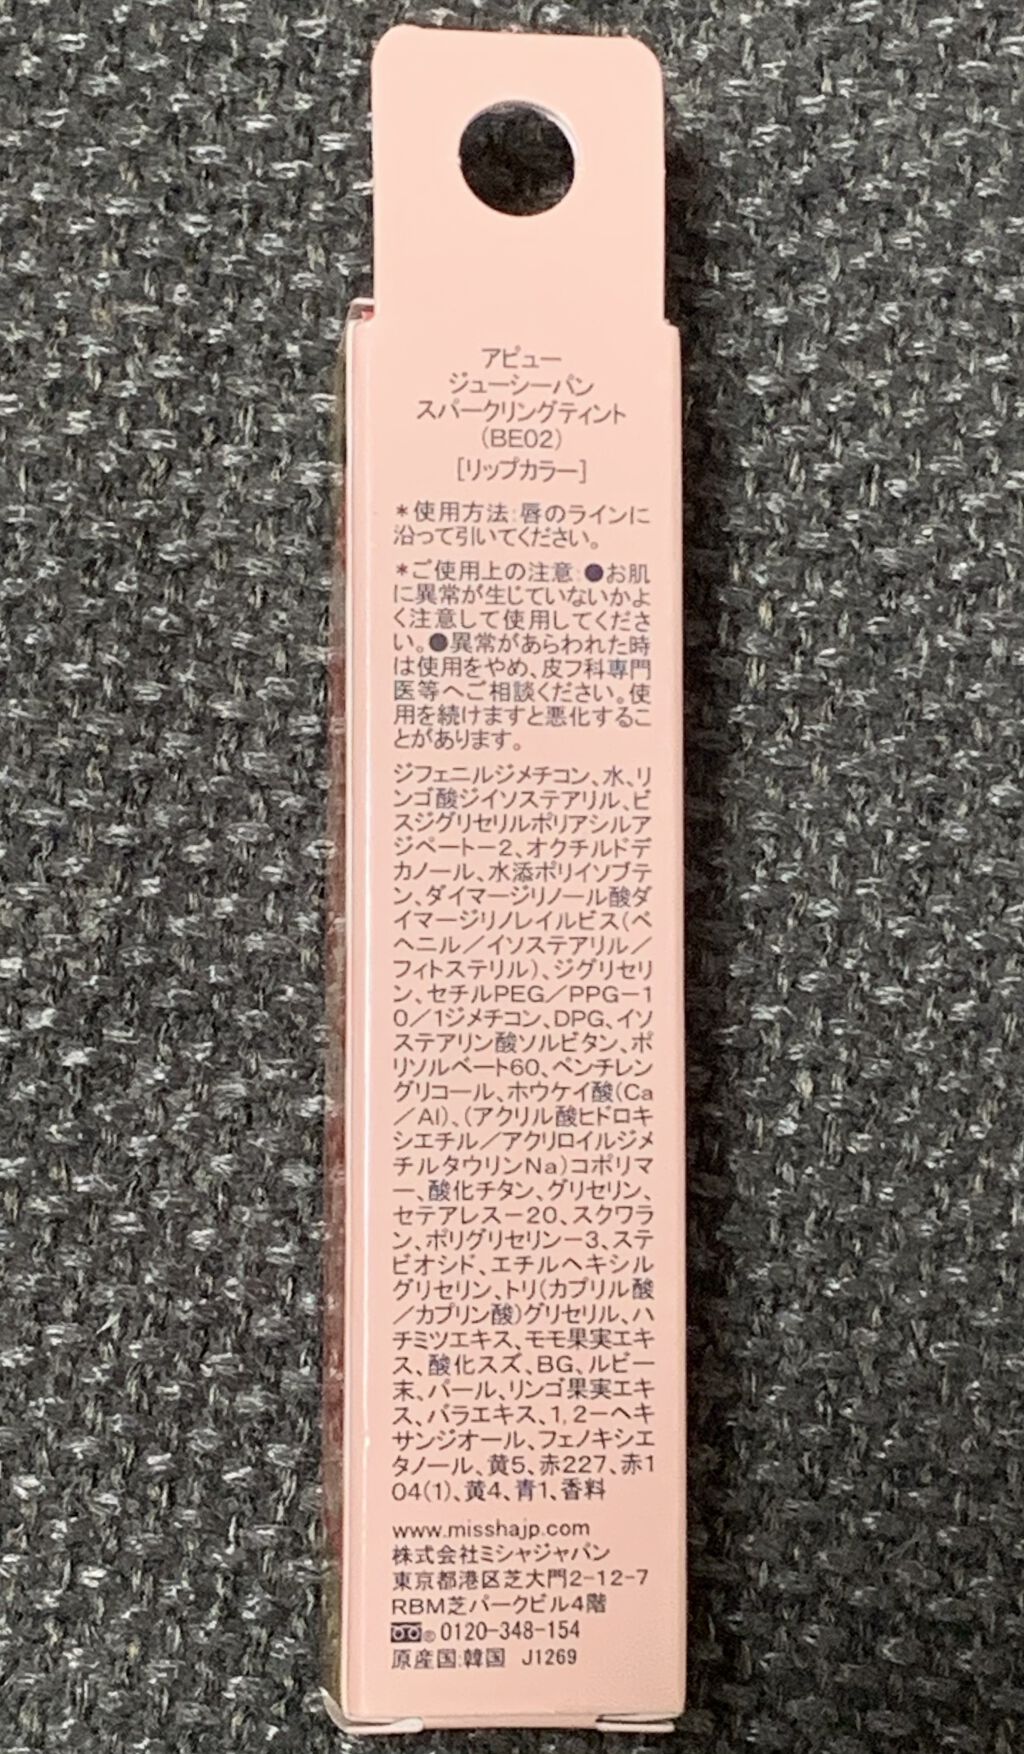 アピュー
ジューシーパン
スパークリングティント
(BE02)
[リップカラー]
*使用方法:唇のラインに
沿って引いてください。
*ご使用上の注意:●お肌
に異常が生じていないかよ
く注意して使用してくださ
い。●異常があらわれた時
は使用をやめ、皮フ科専門
医等へご相談ください。使
用を続けますと悪化するこ
とがあります。
ジフェニルジメチコン、水、リ
ンゴ酸ジイソステアリル、ビ
スジグリセリルポリアシルア
ジペート-2、オクチルドデ
カノール、水添ポリイソブテ
ン、ダイマージリノール酸ダ
イマージリノレイルビス(ベ
ヘニル/イソステアリル/
フィトステリル)、ジグリセリ
ン、セチルPEG/PPG-1
0/1ジメチコン、DPG、イソ
ステアリン酸ソルビタン、ポ
リソルベート60、ペンチレン
グリコール、ホウケイ酸(Ca
/Al)、(アクリル酸ヒドロキ
シエチル/アクリロイルジメ
チルタウリンNa)コポリマ
ー、酸化チタン、グリセリン、
セテアレス-20、スクワラ
ン、ポリグリセリン-3、ステ
ビオシド、エチルヘキシル
グリセリン、トリ(カプリル酸
/カプリン酸)グリセリル、ハ
チミツエキス、モモ果実エキ
ス、酸化スズ、BG、ルビー
末、パール、リンゴ果実エキ
ス、バラエキス、1,2-ヘキ
サンジオール、フェノキシエ
タノール、黄5、赤227、赤1
04(1)、黄4、青1、香料
www.misshajp.com
株式会社ミシャジャパン
東京都港区芝大門2-12-7
RBM芝パークビル4階
®0120-348-154
原産国:韓国 J1269